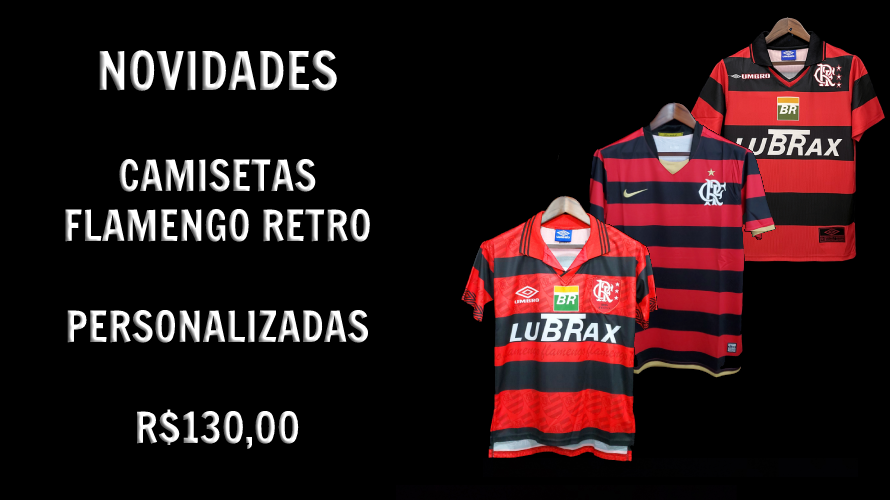 NOVIDADES
CAMISETAS
FLAMENGO RETRO
PERSONALIZADAS
R$130,00
UMBRO
BR
LUBRAX
UMBRO
BR
LUBRAX